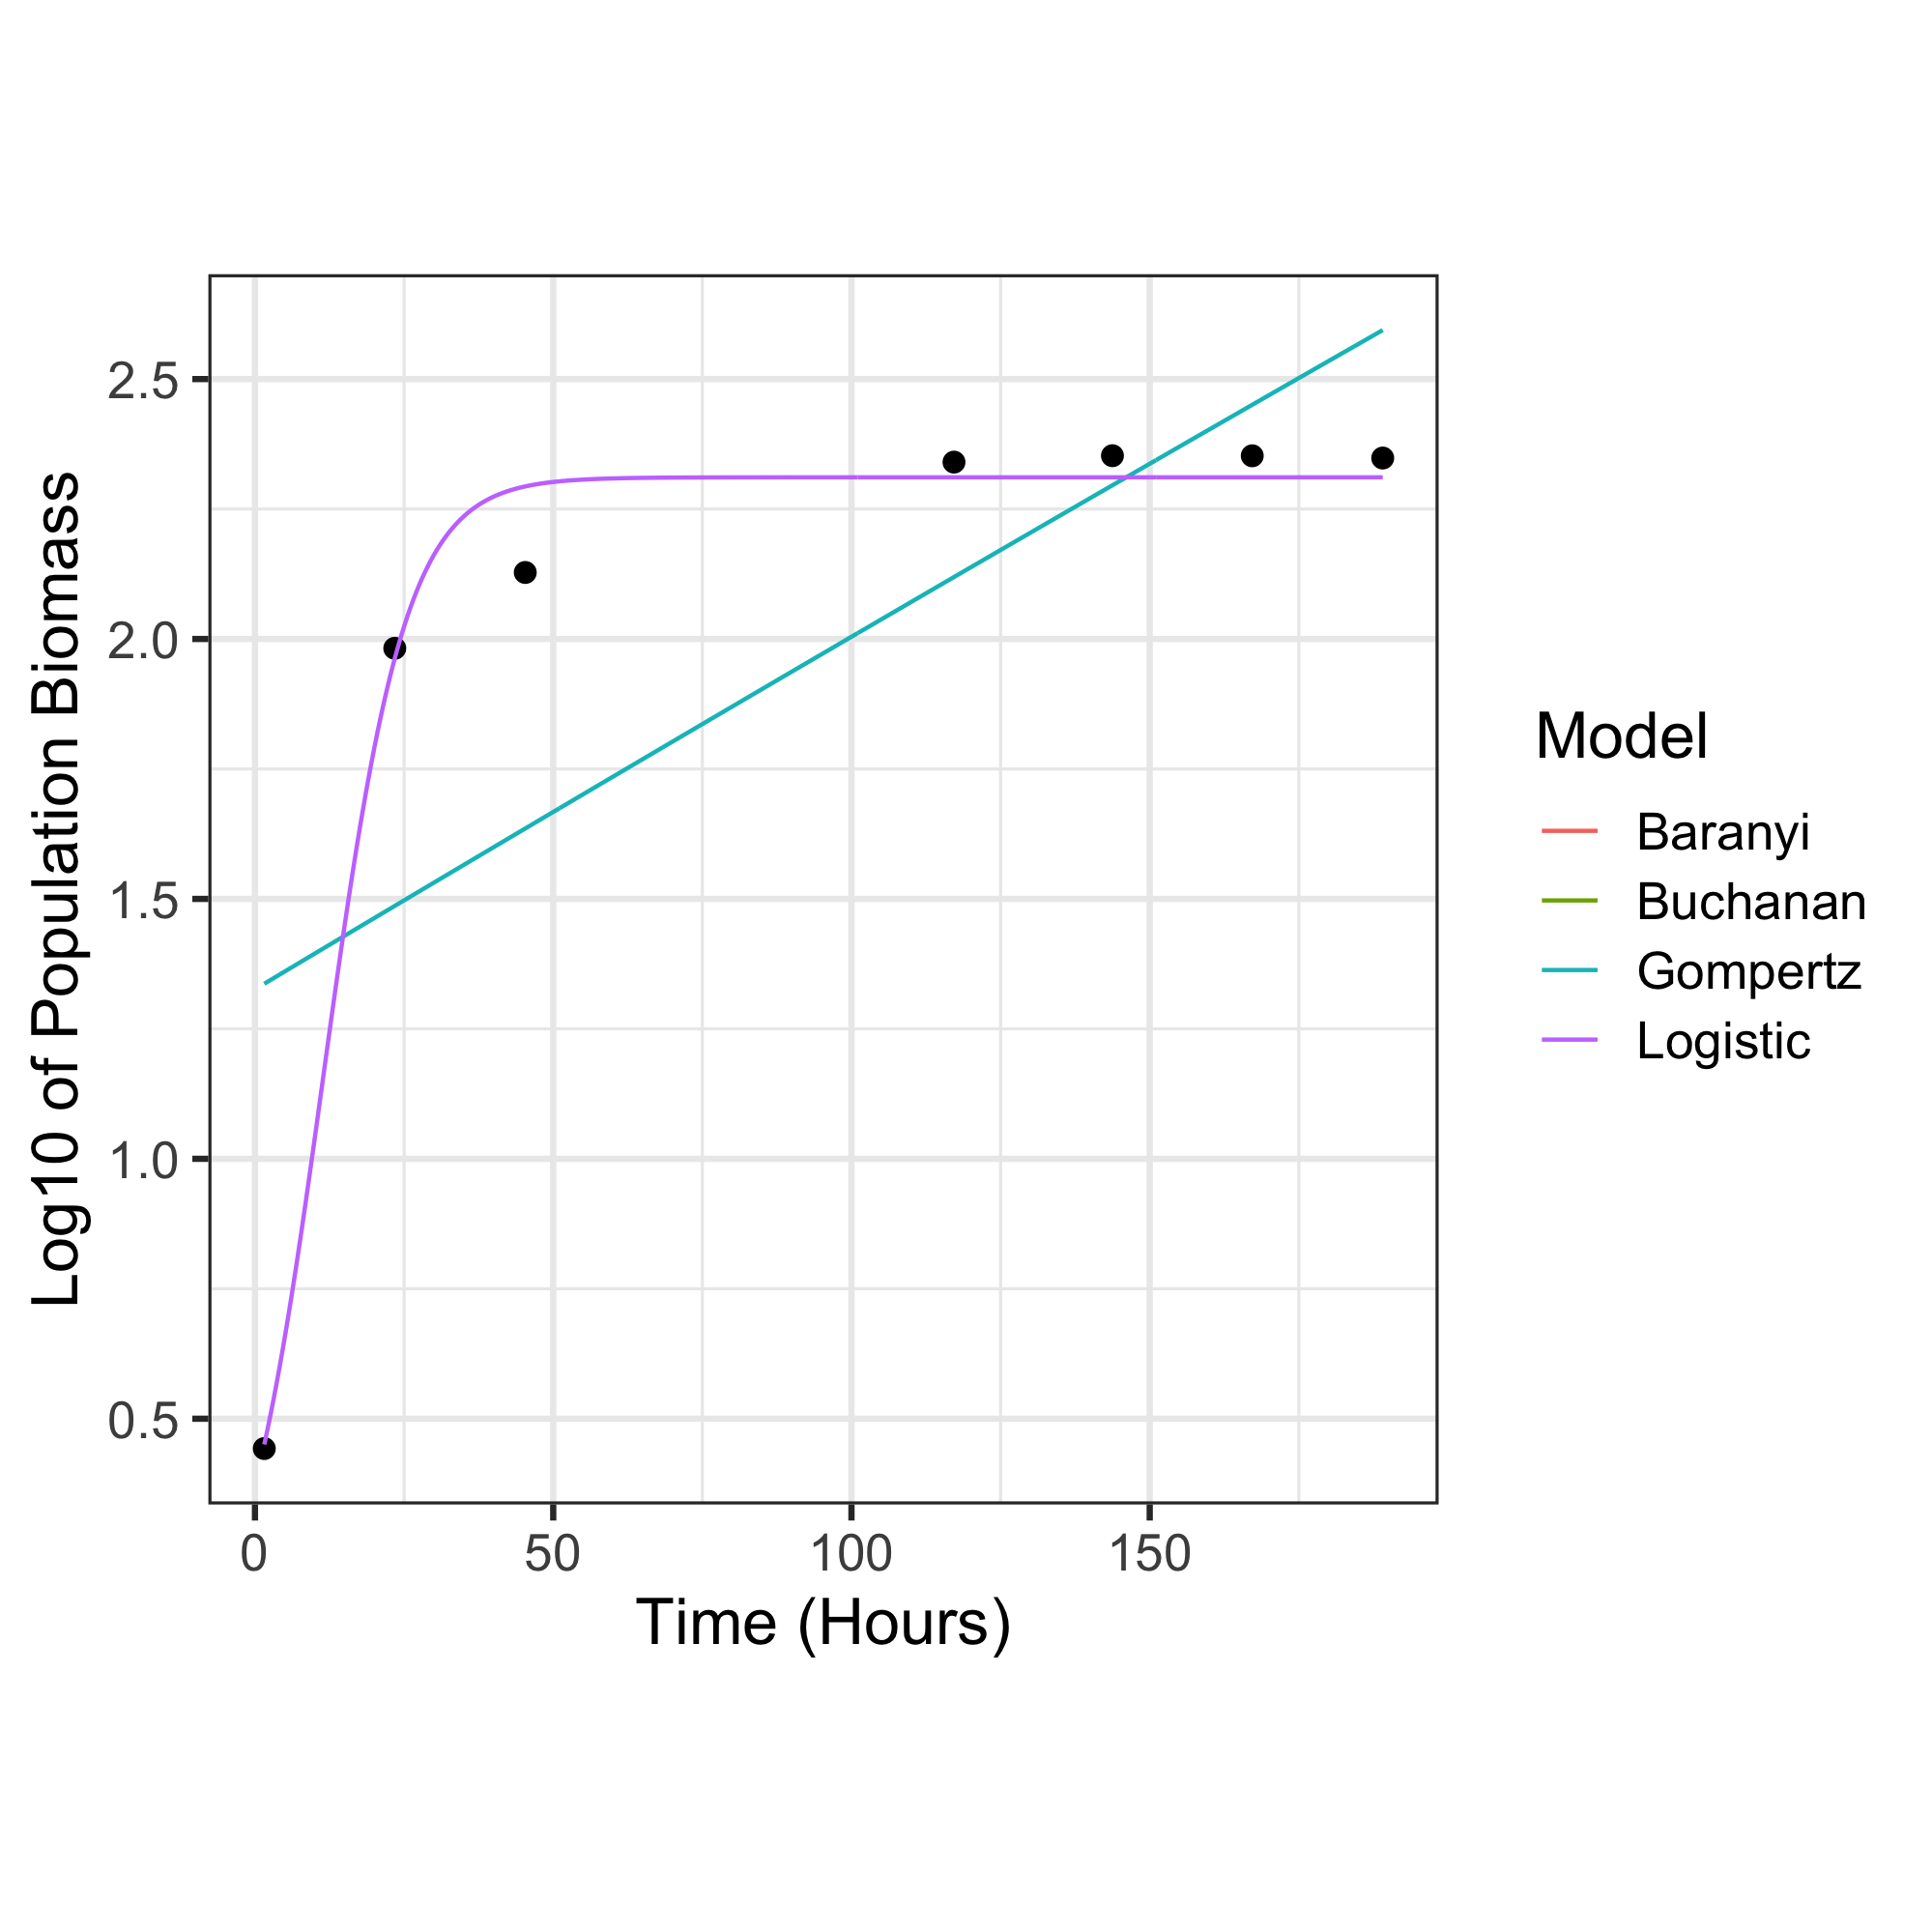 2.5
2.0
1.5
1.0
0.5
Log10 of Population Biomass
0 50 100 150
Time (Hours)
Model
Baranyi
Buchanan
Gompertz
Logistic